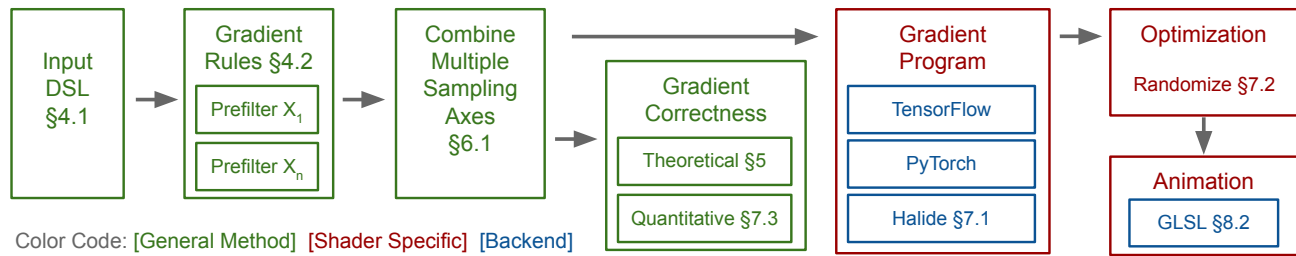 Input
DSL
§4.1
Gradient
Rules §4.2
Prefilter X1
Prefilter Xn
Combine
Multiple
Sampling
Axes
§6.1
Gradient
Correctness
Theoretical §5
Quantitative §7.3
Gradient
Program
TensorFlow
PyTorch
Halide §7.1
Optimization
Randomize §7.2
Animation
GLSL §8.2
Color Code: [General Method] [Shader Specific] [Backend]